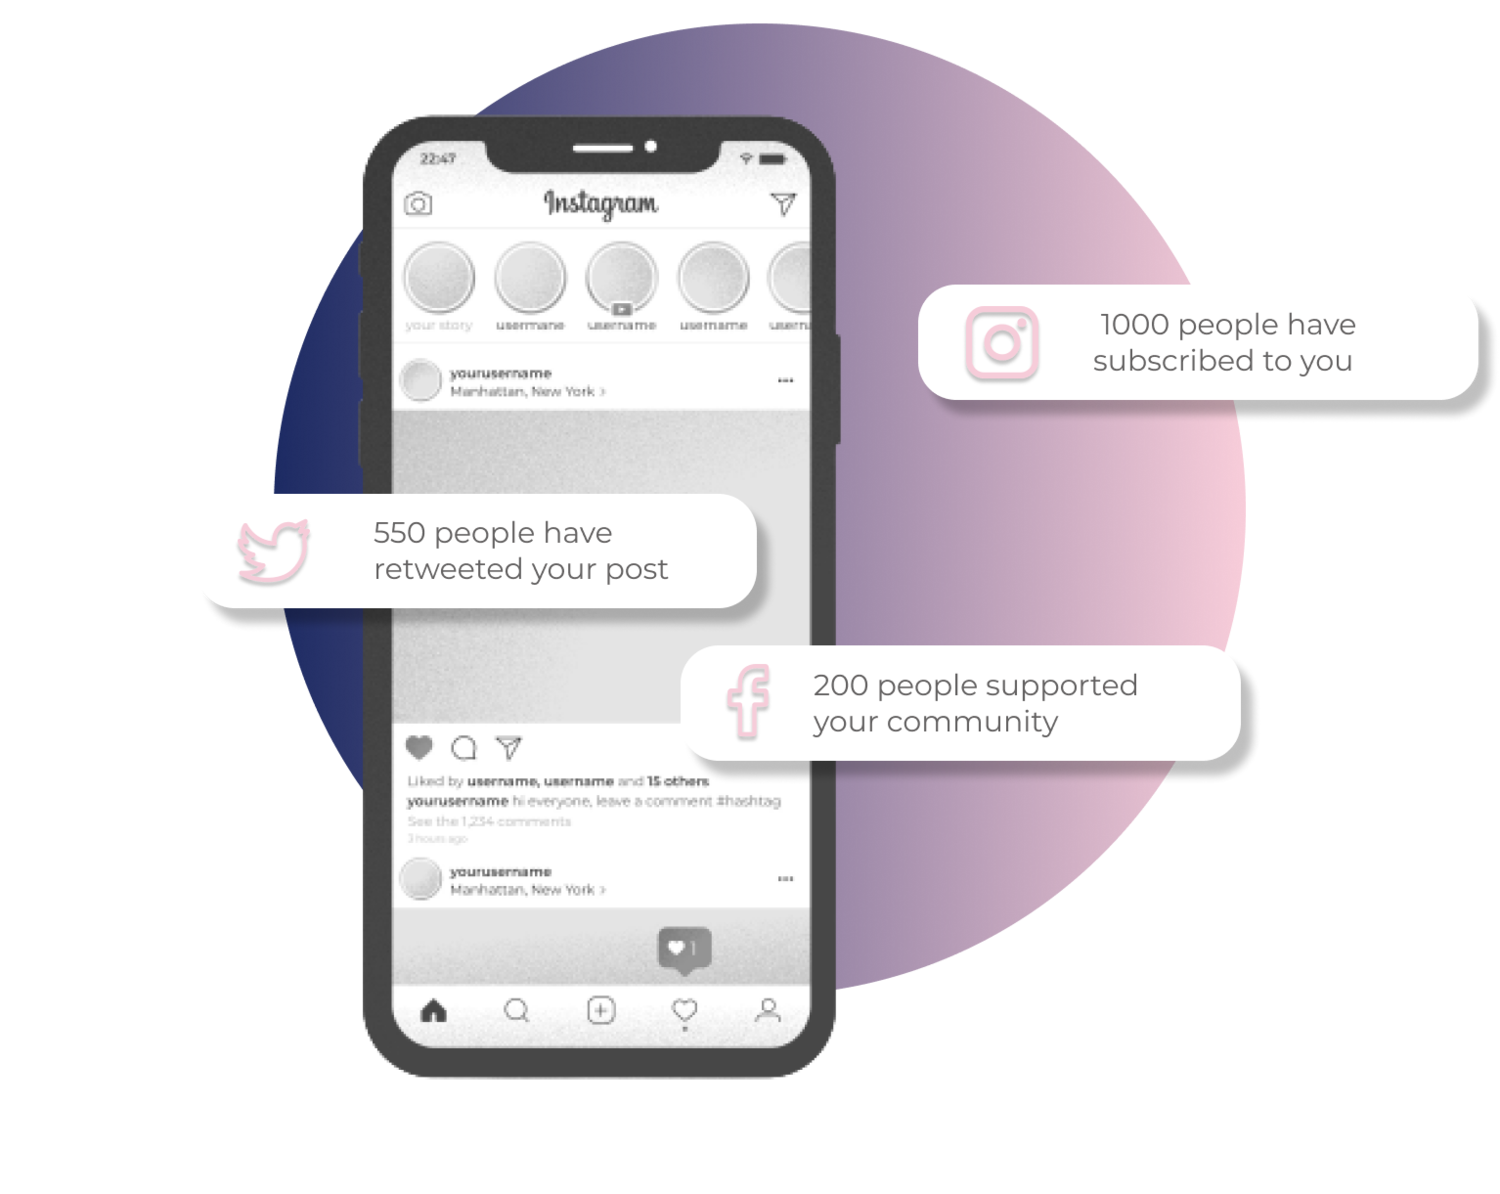 22:47
Instagram
your story
usermane
username
username
usern
yourusername
Manhattan, New York >
1000 people have
subscribed to you
550 people have
retweeted your post
200 people supported
your community
Liked by username, username and 15 others
yourusername hi everyone, leave a comment #hashtag
See the 1,234 comments
3 hours ago
yourusername
Manhattan, New York >
1